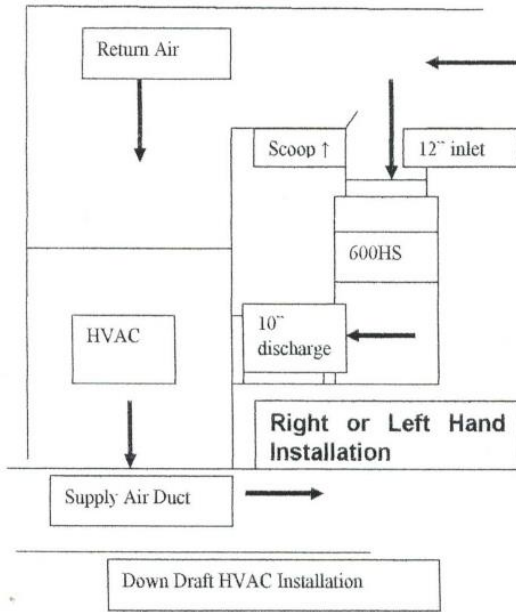 Return Air
Scoop ↑
12" inlet
600HS
HVAC
10"
discharge
Right or Left Hand
Installation
Supply Air Duct
Down Draft HVAC Installation